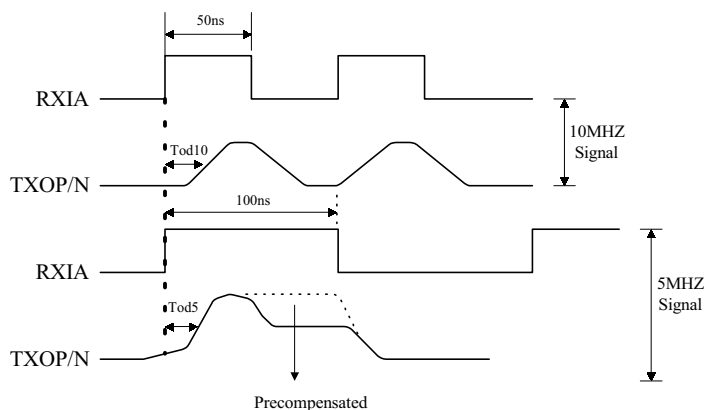 50ns
RXIA
Tod10
10MHZ
Signal
TXOP/N
100ns
RXIA
Tod5
5MHZ
Signal
TXOP/N
Precompensated